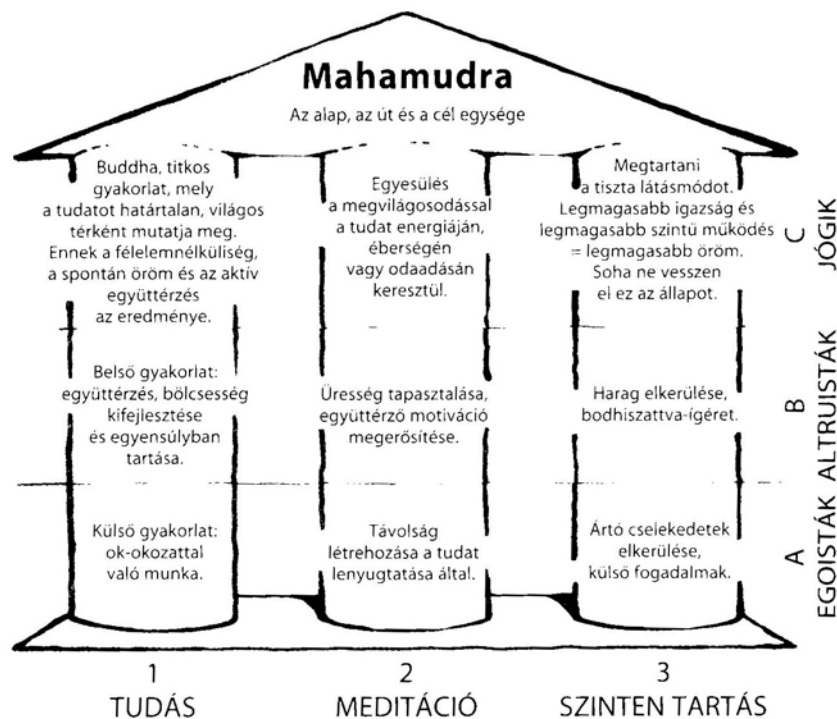 Mahamudra
Az alap, az út és a cél egysége
Buddha, titkos
gyakorlat, mely
a tudatot határtalan, világos
térként mutatja meg.
Ennek a félelemnélküliség,
a spontán öröm és az aktív
együttérzés
az eredménye.
Egyesülés
a megvilágosodással
a tudat energiáján,
éberségén
vagy odaadásán
keresztül.
Megtartani
a tiszta látásmódot.
Legmagasabb igazság és
legmagasabb szintű működés
= legmagasabb öröm.
Soha ne vesszen
el ez az állapot.
C
JÓGIK
Belső gyakorlat:
együttérzés, bölcsesség
kifejlesztése
és egyensúlyban
tartása.
Üresség tapasztalása,
együttérző motiváció
megerősítése.
Harag elkerülése,
bodhiszattva-ígéret.
B
ALTRUISTÁK
Külső gyakorlat:
ok-okozattal
való munka.
Távolság
létrehozása a tudat
lenyugtatása által.
Ártó cselekedetek
elkerülése,
külső fogadalmak.
A
EGOISTÁK
1
TUDÁS
2
MEDITÁCIÓ
3
SZINTEN TARTÁS